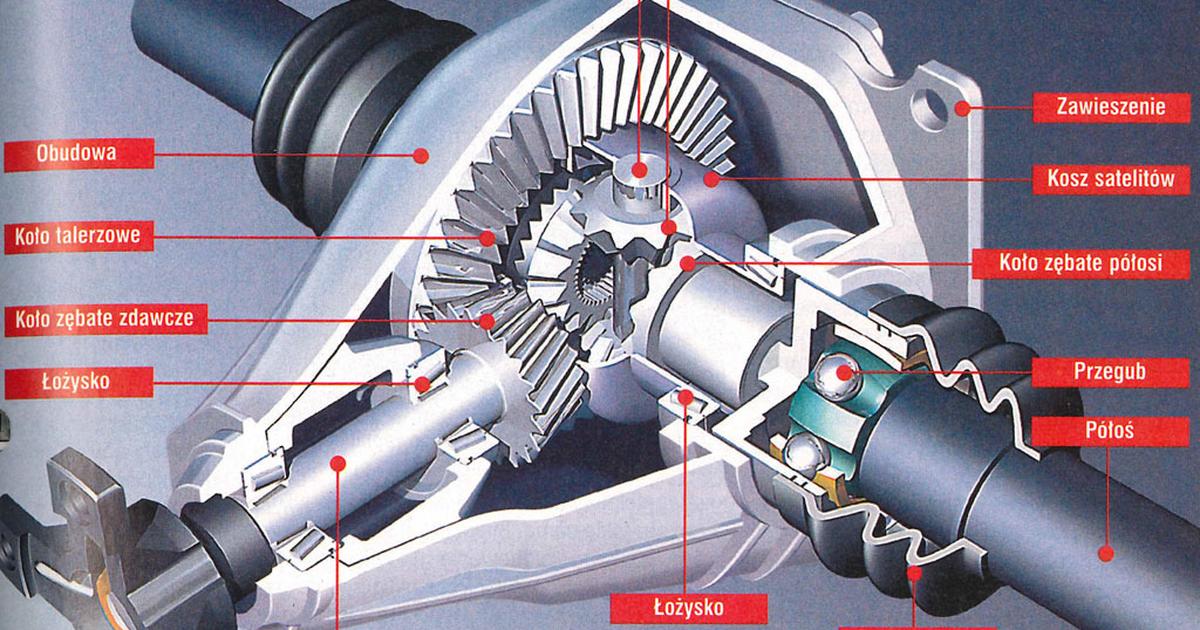 Obudowa
Koło talerzowe
Koło zębate zdawcze
Łożysko
Zawieszenie
Kosz satelitów
Koło zębate półosi
Przegub
Półoś
Łożysko